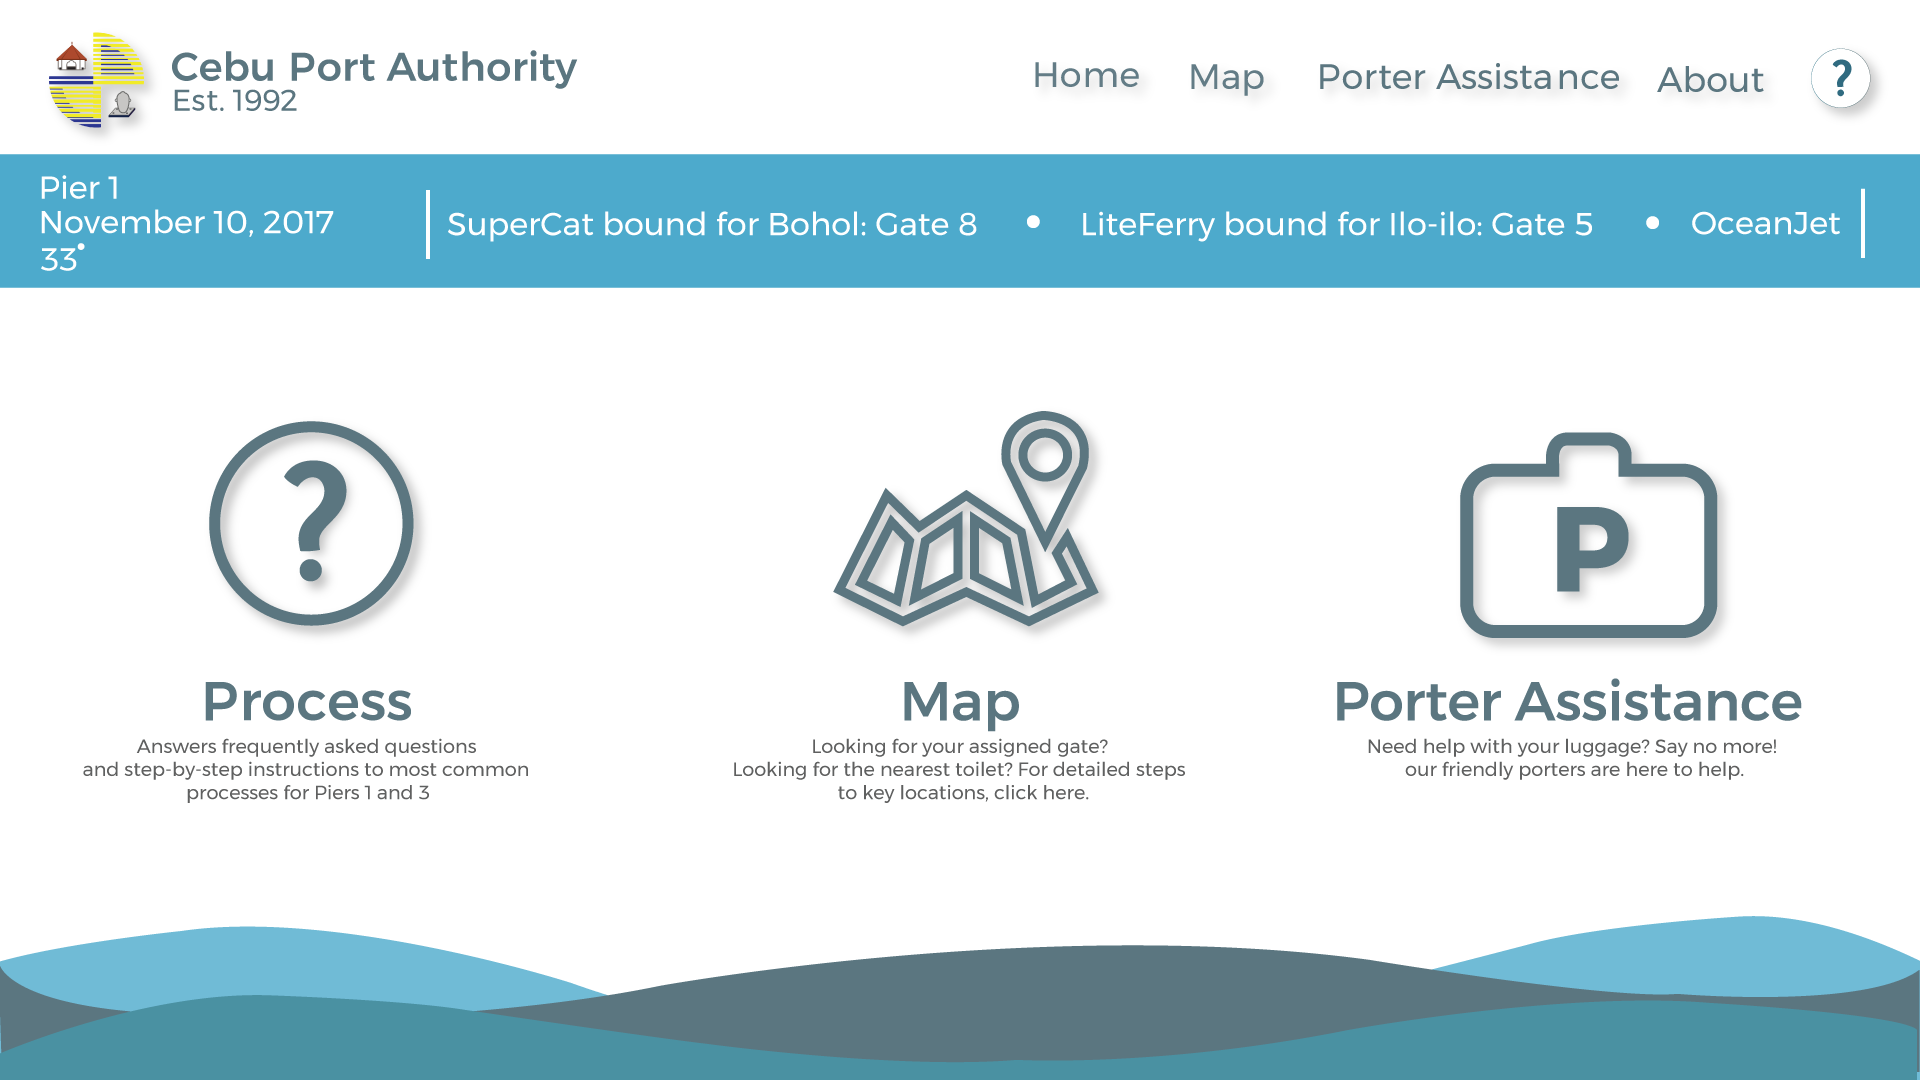 Cebu Port Authority
Est. 1992
Home Map Porter Assistance About ?
Pier 1
November 10, 2017
33°
SuperCat bound for Bohol: Gate 8 • LiteFerry bound for Ilo-ilo: Gate 5 • OceanJet
?
P
Process
Answers frequently asked questions
and step-by-step instructions to most common
processes for Piers 1 and 3
Map
Looking for your assigned gate?
Looking for the nearest toilet? For detailed steps
to key locations, click here.
Porter Assistance
Need help with your luggage? Say no more!
our friendly porters are here to help.